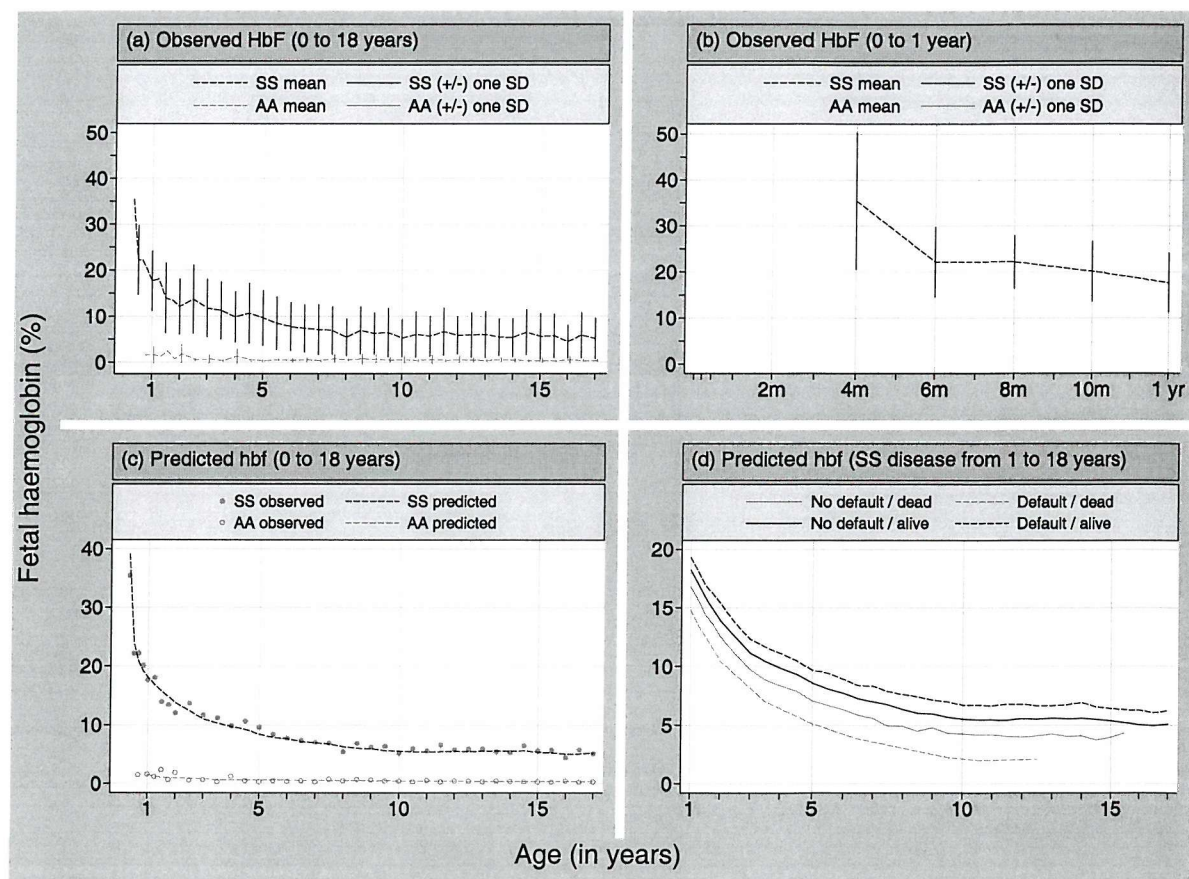 Fetal haemoglobin (%)
(a) Observed HbF (0 to 18 years)
SS mean SS (+/-) one SD
AA mean AA (+/-) one SD
50
40
30
20
10
0
1 5 10 15
(b) Observed HbF (0 to 1 year)
SS mean SS (+/-) one SD
AA mean AA (+/-) one SD
50
40
30
20
10
0
2m 4m 6m 8m 10m 1 yr
(c) Predicted hbf (0 to 18 years)
SS observed SS predicted
AA observed AA predicted
40
30
20
10
0
1 5 10 15
(d) Predicted hbf (SS disease from 1 to 18 years)
No default / dead Default / dead
No default / alive Default / alive
20
15
10
5
0
1 5 10 15
Age (in years)